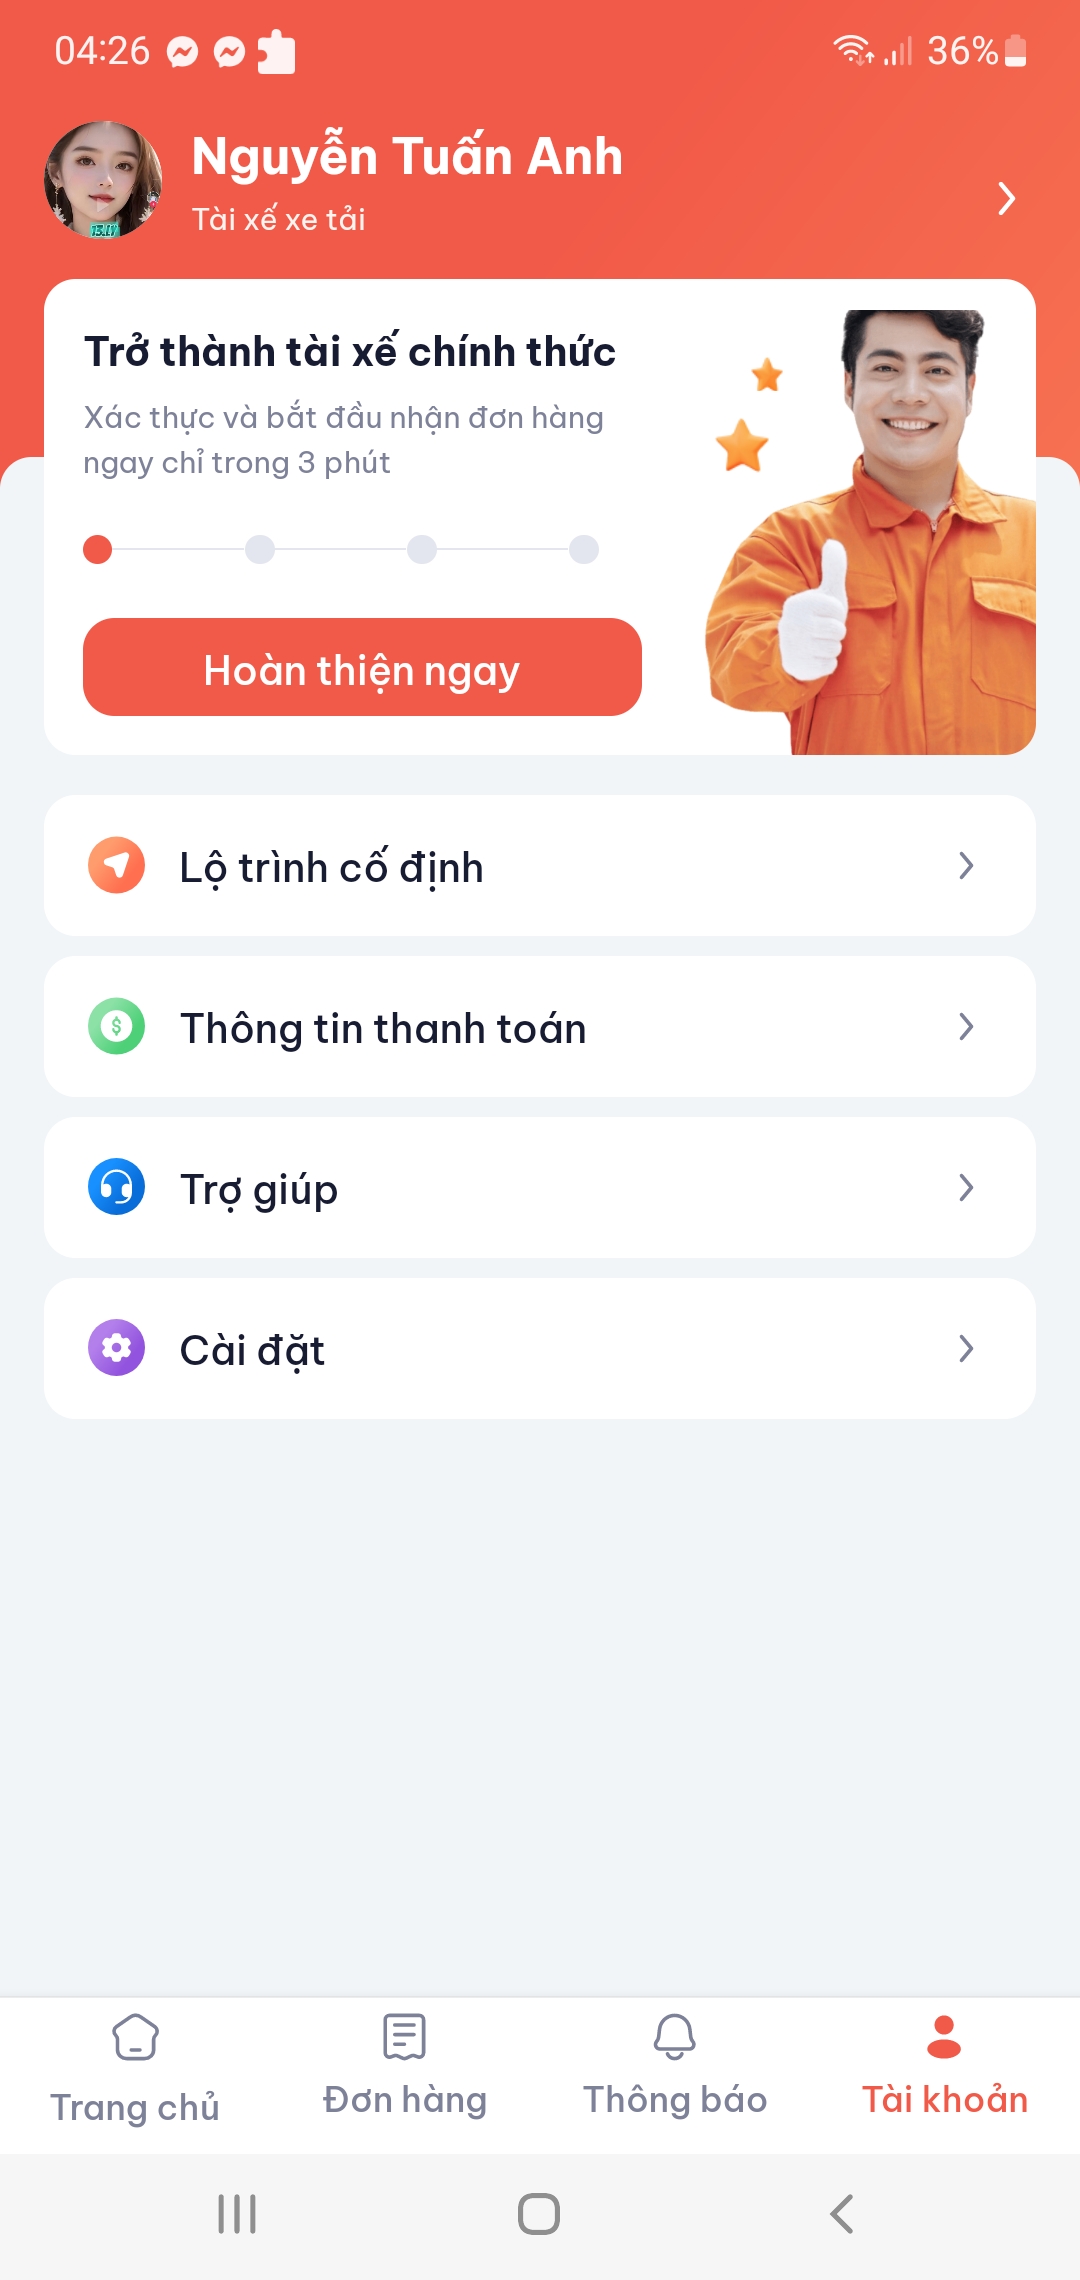 04:26
36%
Nguyễn Tuấn Anh
Tài xế xe tải
Trở thành tài xế chính thức
Xác thực và bắt đầu nhận đơn hàng
ngay chỉ trong 3 phút
Hoàn thiện ngay
Lộ trình cố định
Thông tin thanh toán
Trợ giúp
Cài đặt
Trang chủ
Đơn hàng
Thông báo
Tài khoản